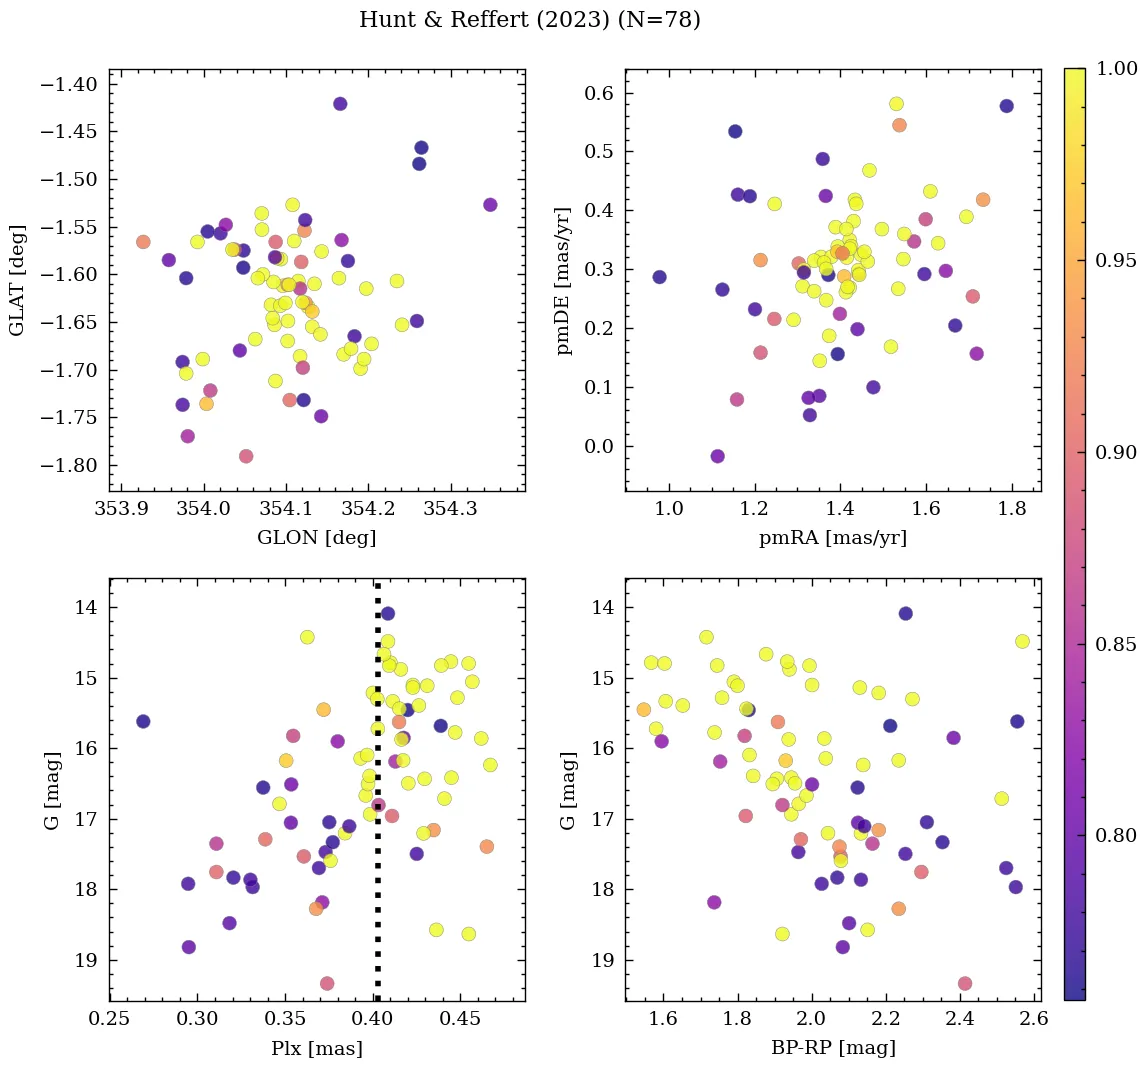 Hunt & Reffert (2023) (N=78)
−1.40
−1.45
−1.50
−1.55
−1.60
−1.65
−1.70
−1.75
−1.80
GLAT [deg]
353.9 354.0 354.1 354.2 354.3
GLON [deg]
0.6
0.5
0.4
0.3
0.2
0.1
0.0
pmDE [mas/yr]
1.0 1.2 1.4 1.6 1.8
pmRA [mas/yr]
14
15
16
17
18
19
G [mag]
0.25 0.30 0.35 0.40 0.45
Plx [mas]
14
15
16
17
18
19
G [mag]
1.6 1.8 2.0 2.2 2.4 2.6
BP-RP [mag]
1.00
0.95
0.90
0.85
0.80